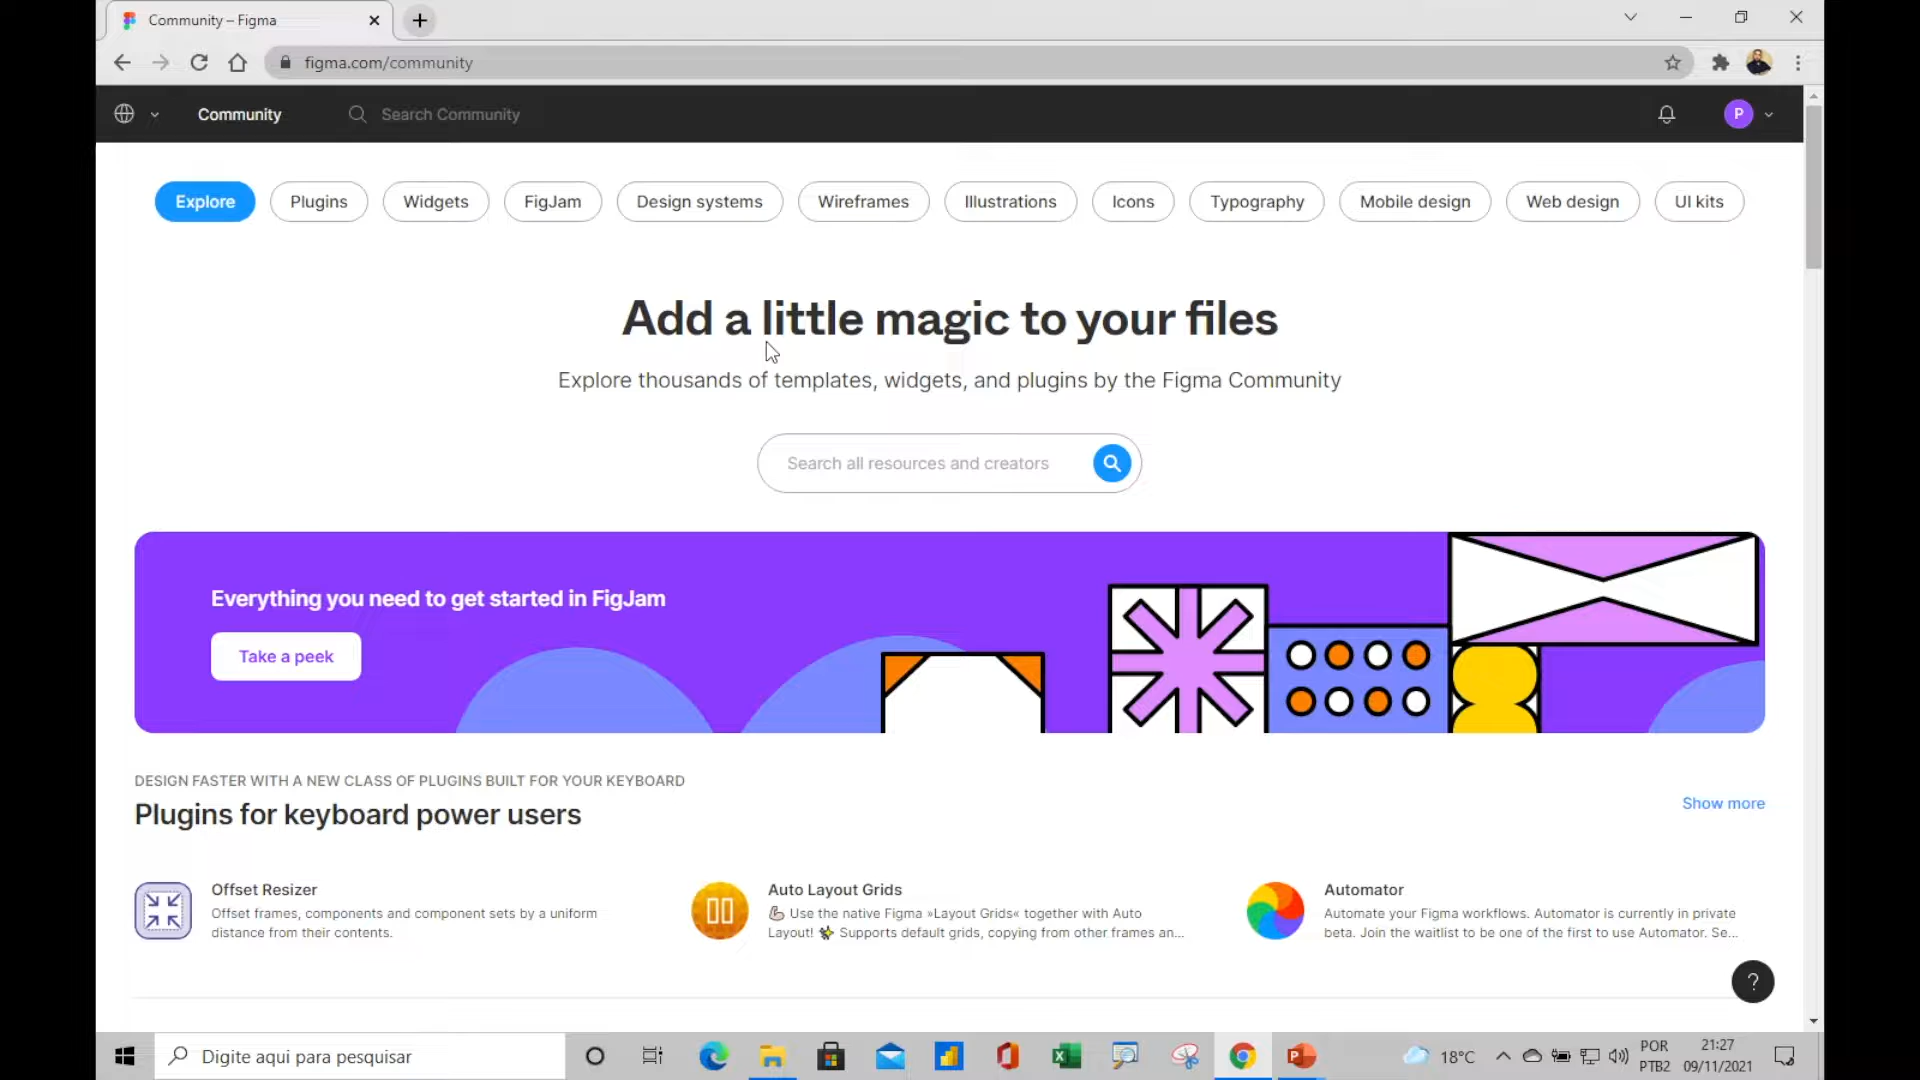 Community – Figma
figma.com/community
Community
Search Community
P
Explore
Plugins
Widgets
FigJam
Design systems
Wireframes
Illustrations
Icons
Typography
Mobile design
Web design
UI kits
Add a little magic to your files
Explore thousands of templates, widgets, and plugins by the Figma Community
Search all resources and creators
Everything you need to get started in FigJam
Take a peek
DESIGN FASTER WITH A NEW CLASS OF PLUGINS BUILT FOR YOUR KEYBOARD
Plugins for keyboard power users
Show more
Offset Resizer
Offset frames, components and component sets by a uniform
distance from their contents.
Auto Layout Grids
💪 Use the native Figma »Layout Grids« together with Auto
Layout! ✨ Supports default grids, copying from other frames an...
Automator
Automate your Figma workflows. Automator is currently in private
beta. Join the waitlist to be one of the first to use Automator. Se...
?
Digite aqui para pesquisar
18°C
POR
PTB2
21:27
09/11/2021